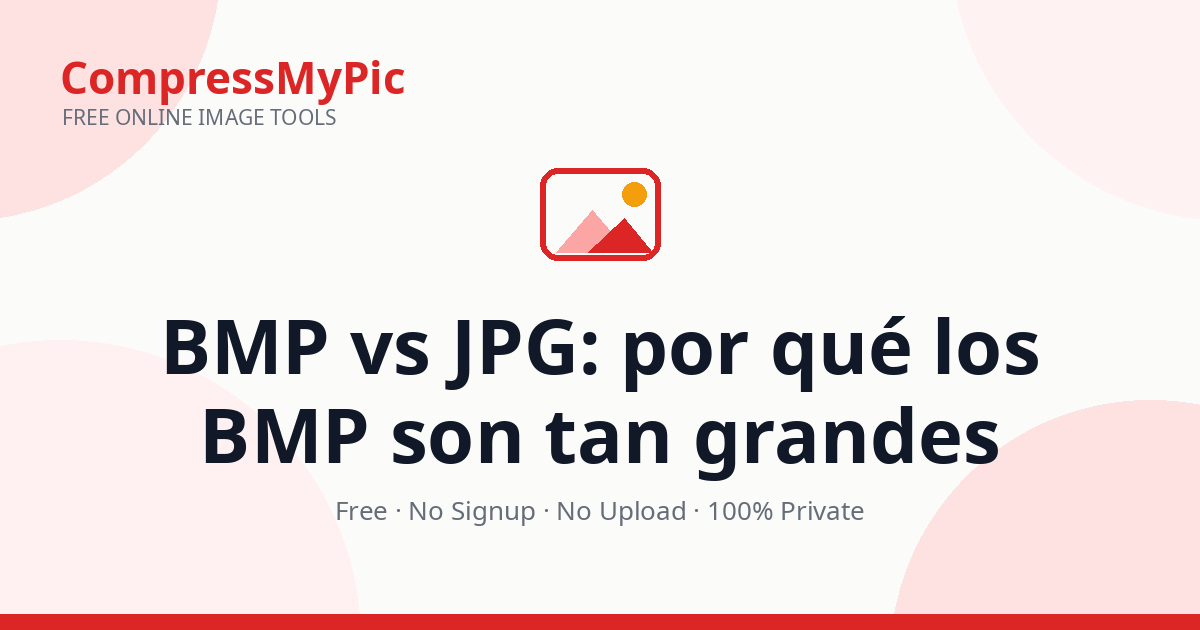 CompressMyPic
FREE ONLINE IMAGE TOOLS
BMP vs JPG: por qué los
BMP son tan grandes
Free · No Signup · No Upload · 100% Private